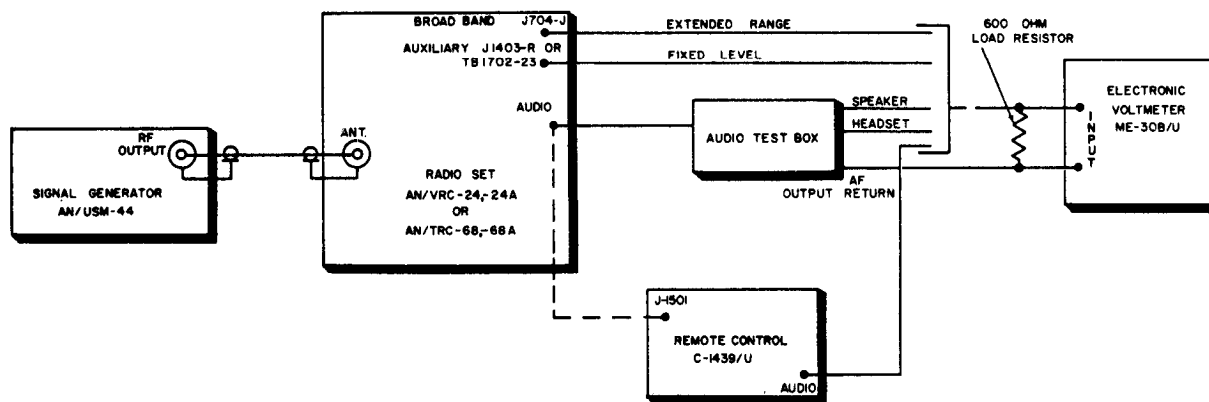 RF
OUTPUT
SIGNAL GENERATOR
AN/USM-44
BROAD BAND J704-J
AUXILIARY J1403-R OR
TB1702-23
AUDIO
ANT.
RADIO SET
AN/VRC-24,-24A
OR
AN/TRC-68,-68A
EXTENDED RANGE
FIXED LEVEL
AUDIO TEST BOX
SPEAKER
HEADSET
AF
OUTPUT RETURN
600 OHM
LOAD RESISTOR
INPUT
ELECTRONIC
VOLTMETER
ME-30B/U
J-1501
REMOTE CONTROL
C-1439/U
AUDIO